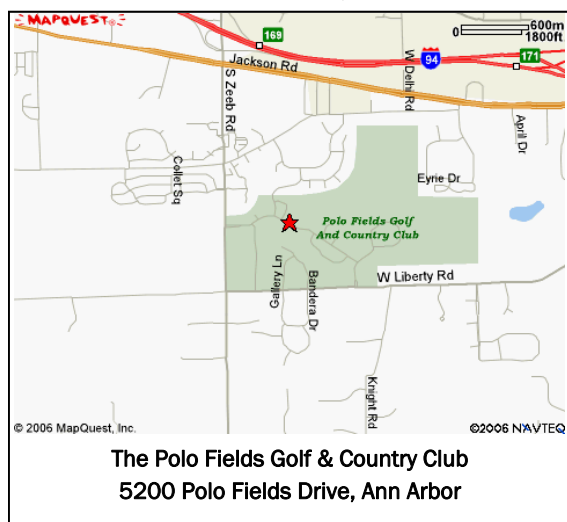 MAPQUEST
600m
0 1800ft
169
Jackson Rd
94
171
S Zeeb Rd
W Delhi Rd
April Dr
Collet Sq
Eyrie Dr
Polo Fields Golf
And Country Club
Gallery Ln
Bandera Dr
W Liberty Rd
Knight Rd
© 2006 MapQuest, Inc.
©2006 NAVTEQ
The Polo Fields Golf & Country Club
5200 Polo Fields Drive, Ann Arbor